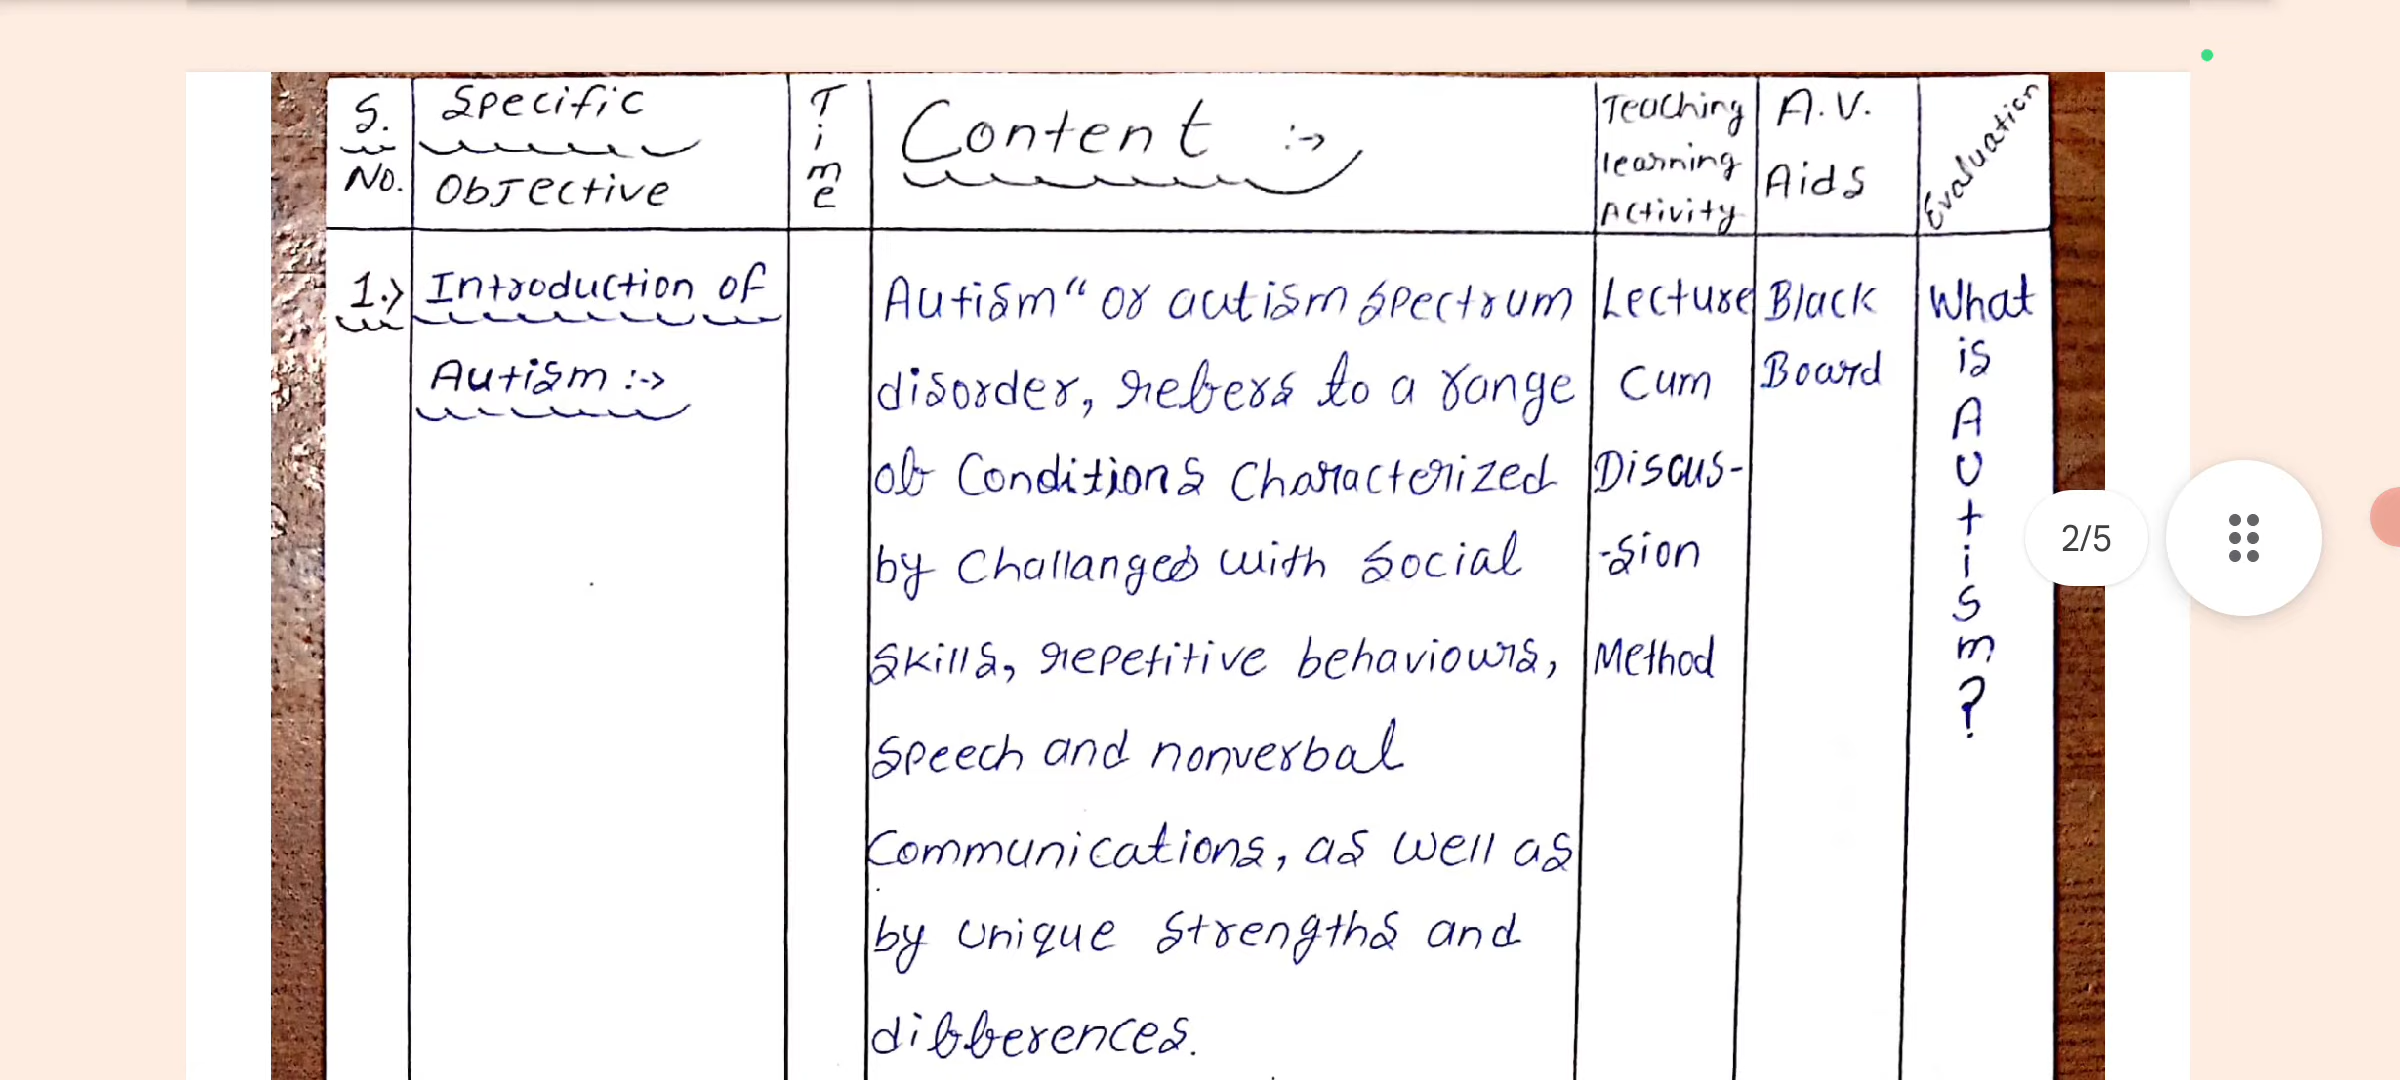 S. No.
Specific Objective
Time
Content :->
Teaching learning Activity
A.V. Aids
Evaluation
1.>
Introduction of
Autism :->
Autism" or autism spectrum
disorder, refers to a range
of Conditions Characterized
by Challanges with Social
Skills, repetitive behaviours,
Speech and nonverbal
Communications, as well as
by unique strengths and
differences.
Lecture
Cum
Discus-
-sion
Method
Black
Board
What
is
Autism?
2/5